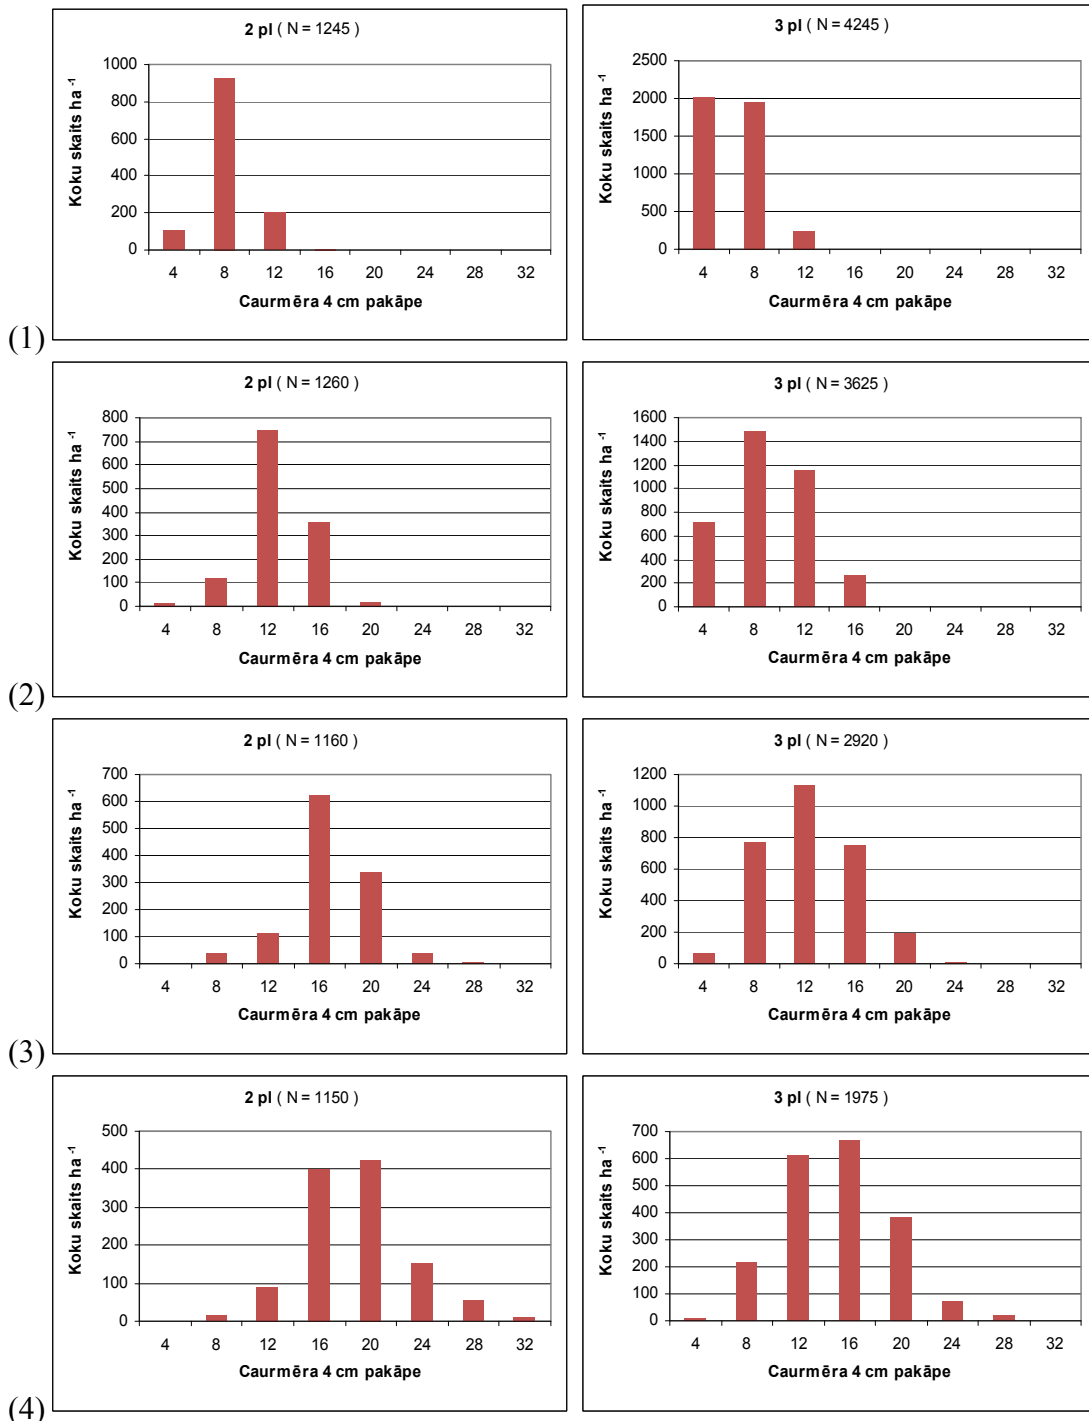 2 pl ( N = 1245 )
Koku skaits ha -1
1000
800
600
400
200
0
4 8 12 16 20 24 28 32
Caurmēra 4 cm pakāpe
3 pl ( N = 4245 )
Koku skaits ha -1
2500
2000
1500
1000
500
0
4 8 12 16 20 24 28 32
Caurmēra 4 cm pakāpe
(1)
2 pl ( N = 1260 )
Koku skaits ha -1
800
700
600
500
400
300
200
100
0
4 8 12 16 20 24 28 32
Caurmēra 4 cm pakāpe
3 pl ( N = 3625 )
Koku skaits ha -1
1600
1400
1200
1000
800
600
400
200
0
4 8 12 16 20 24 28 32
Caurmēra 4 cm pakāpe
(2)
2 pl ( N = 1160 )
Koku skaits ha -1
700
600
500
400
300
200
100
0
4 8 12 16 20 24 28 32
Caurmēra 4 cm pakāpe
3 pl ( N = 2920 )
Koku skaits ha -1
1200
1000
800
600
400
200
0
4 8 12 16 20 24 28 32
Caurmēra 4 cm pakāpe
(3)
2 pl ( N = 1150 )
Koku skaits ha -1
500
400
300
200
100
0
4 8 12 16 20 24 28 32
Caurmēra 4 cm pakāpe
3 pl ( N = 1975 )
Koku skaits ha -1
700
600
500
400
300
200
100
0
4 8 12 16 20 24 28 32
Caurmēra 4 cm pakāpe
(4)